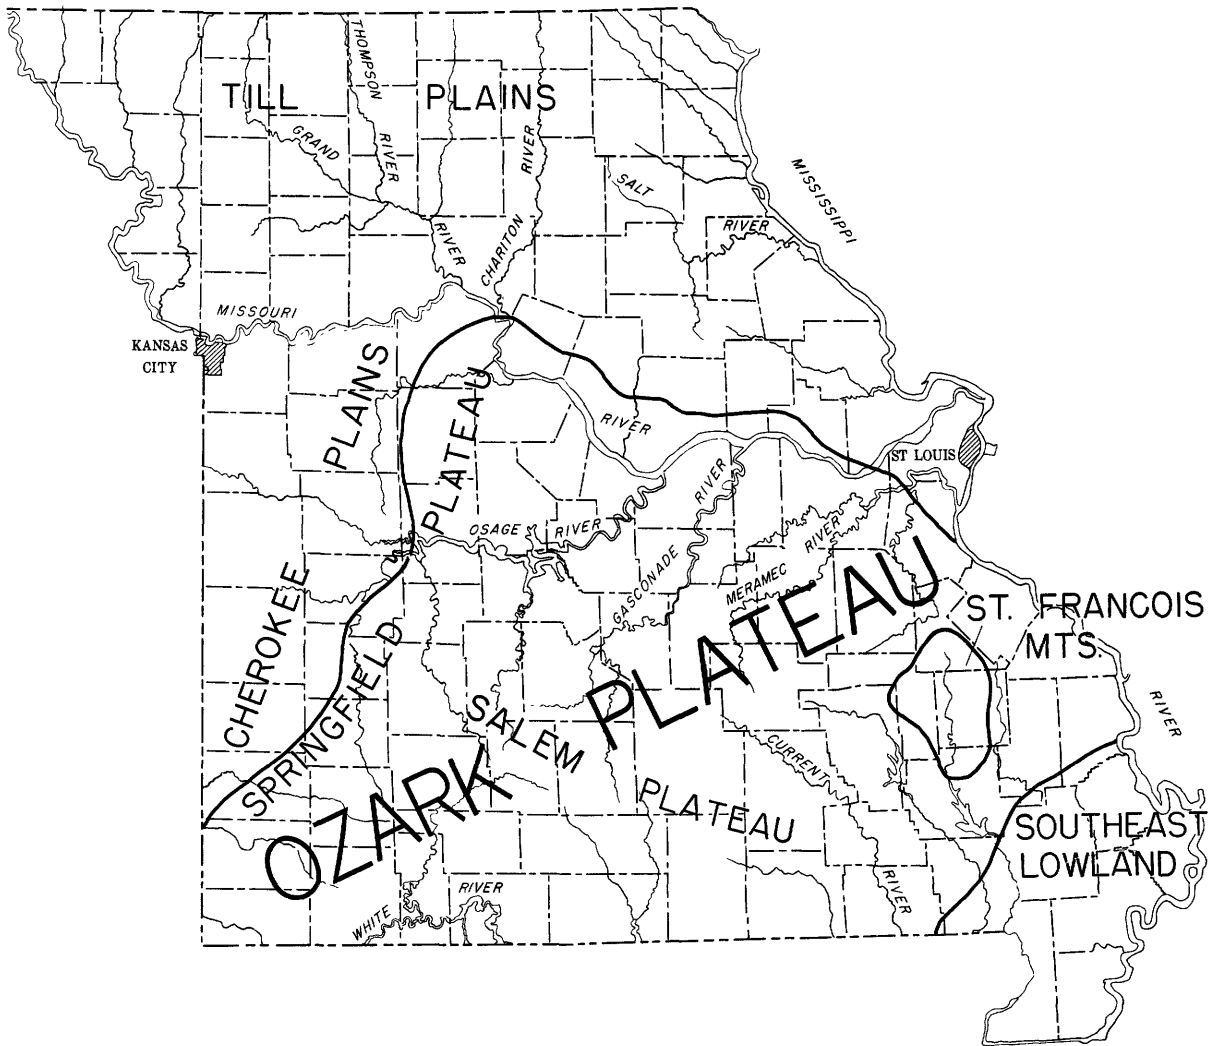 TILL PLAINS
THOMPSON RIVER
GRAND RIVER
CHARITON RIVER
SALT RIVER
MISSISSIPPI RIVER
MISSOURI RIVER
KANSAS
CITY
CHEROKEE PLAINS
SPRINGFIELD PLATEAU
ST LOUIS
OSAGE RIVER
GASCONADE RIVER
MERAMEC RIVER
OZARK PLATEAU
ST. FRANCOIS
MTS.
SALEM PLATEAU
CURRENT RIVER
SOUTHEAST
LOWLAND
WHITE RIVER